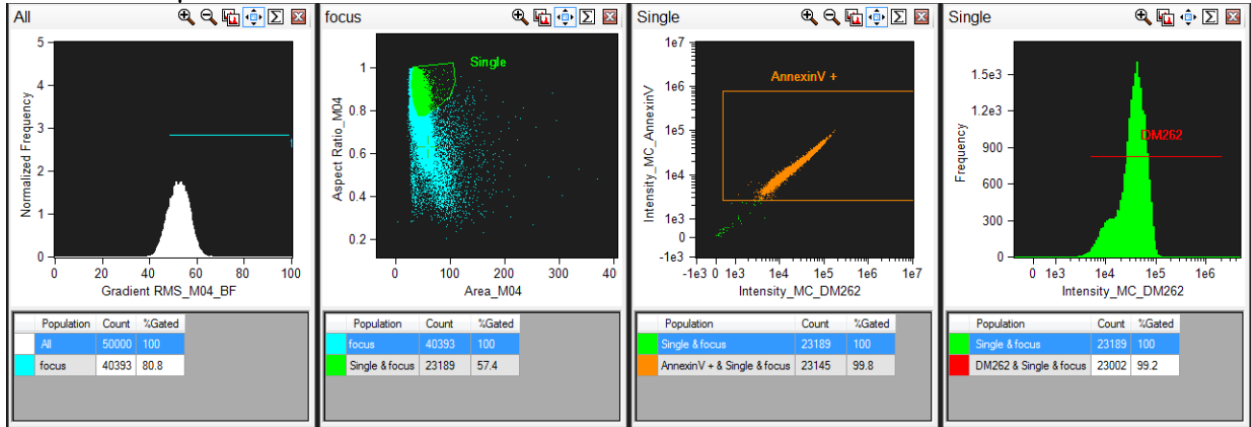 All
5
4
3
2
1
0
Normalized Frequency
0 20 40 60 80 100
Gradient RMS_M04_BF
Population Count %Gated
All 50000 100
focus 40393 80.8
focus
Single
1
0.8
0.6
0.4
0.2
Aspect Ratio_M04
0 100 200 300 40
Area_M04
Population Count %Gated
focus 40393 100
Single & focus 23189 57.4
Single
1e7
1e6
1e5
1e4
1e3
0
-1e3
Intensity_MC_AnnexinV
AnnexinV +
-1e3 0 1e3 1e4 1e5 1e6 1e7
Intensity_MC_DM262
Population Count %Gated
Single & focus 23189 100
AnnexinV + & Single & focus 23145 99.8
Single
1.5e3
1.2e3
900
600
300
0
Frequency
DM262
0 1e3 1e4 1e5 1e6
Intensity_MC_DM262
Population Count %Gated
Single & focus 23189 100
DM262 & Single & focus 23002 99.2